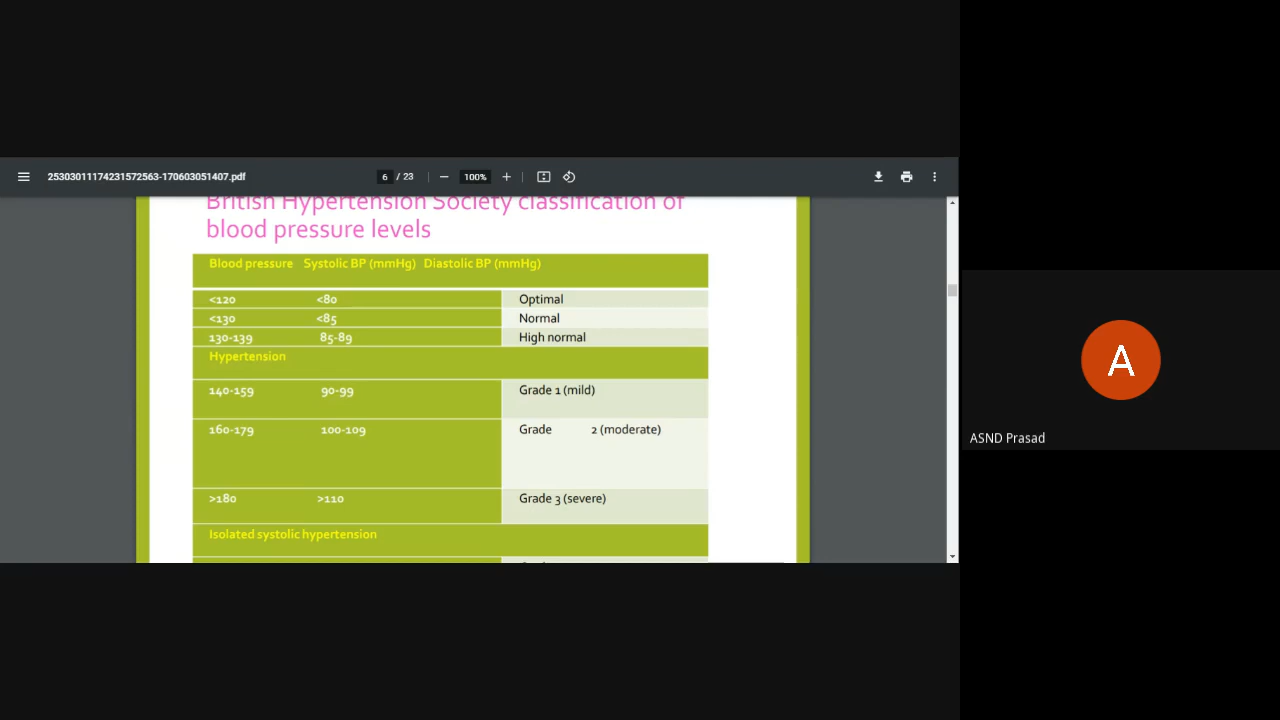 25303011174231572563-170603051407.pdf
6 / 23
100%
British Hypertension Society classification of
blood pressure levels
Blood pressure Systolic BP (mmHg) Diastolic BP (mmHg)
<120 <80 Optimal
<130 <85 Normal
130-139 85-89 High normal
Hypertension
140-159 90-99 Grade 1 (mild)
160-179 100-109 Grade 2 (moderate)
>180 >110 Grade 3 (severe)
Isolated systolic hypertension
A
ASND Prasad